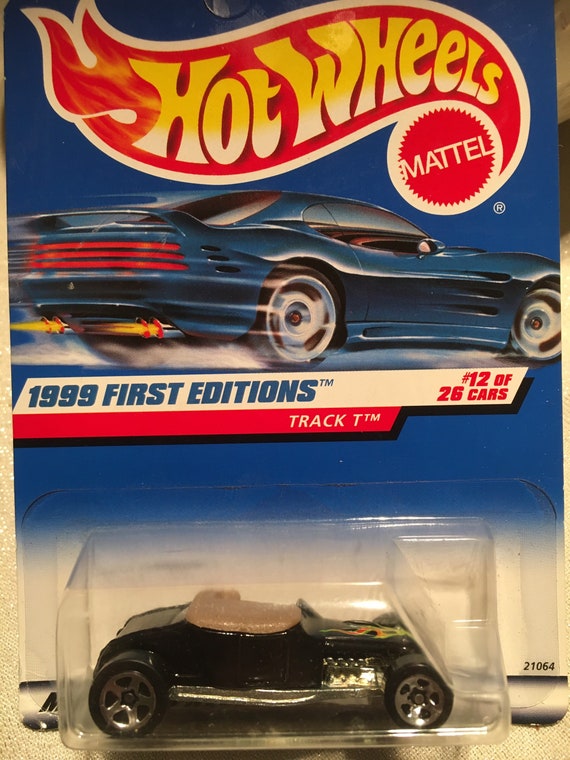 HOT WHEELS
MATTEL
®
1999 FIRST EDITIONS™
#12 OF
26 CARS
TRACK T™
21064